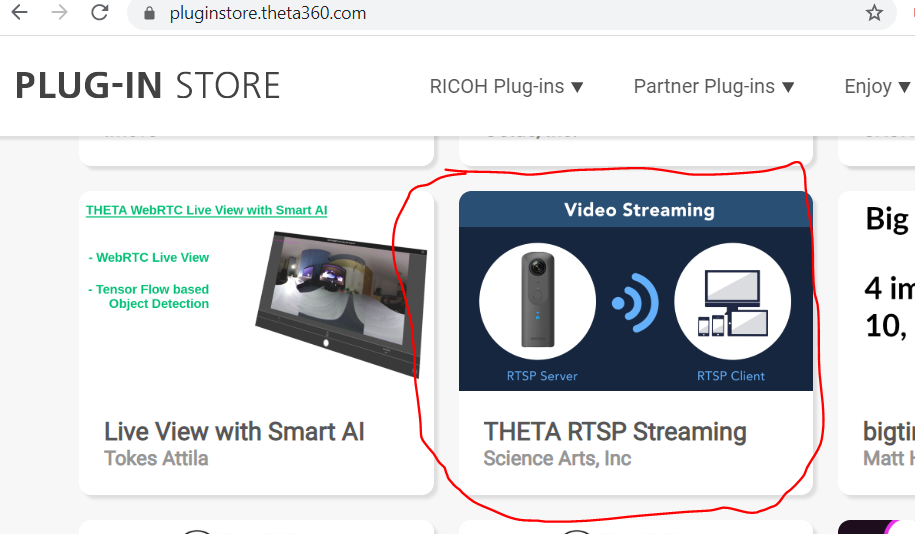 pluginstore.theta360.com
PLUG-IN STORE
RICOH Plug-ins ▼
Partner Plug-ins ▼
Enjoy ▼
THETA WebRTC Live View with Smart AI
- WebRTC Live View
- Tensor Flow based
Object Detection
Live View with Smart AI
Tokes Attila
Video Streaming
RTSP Server
RTSP Client
THETA RTSP Streaming
Science Arts, Inc
Big
4 im
10,
bigti
Matt H